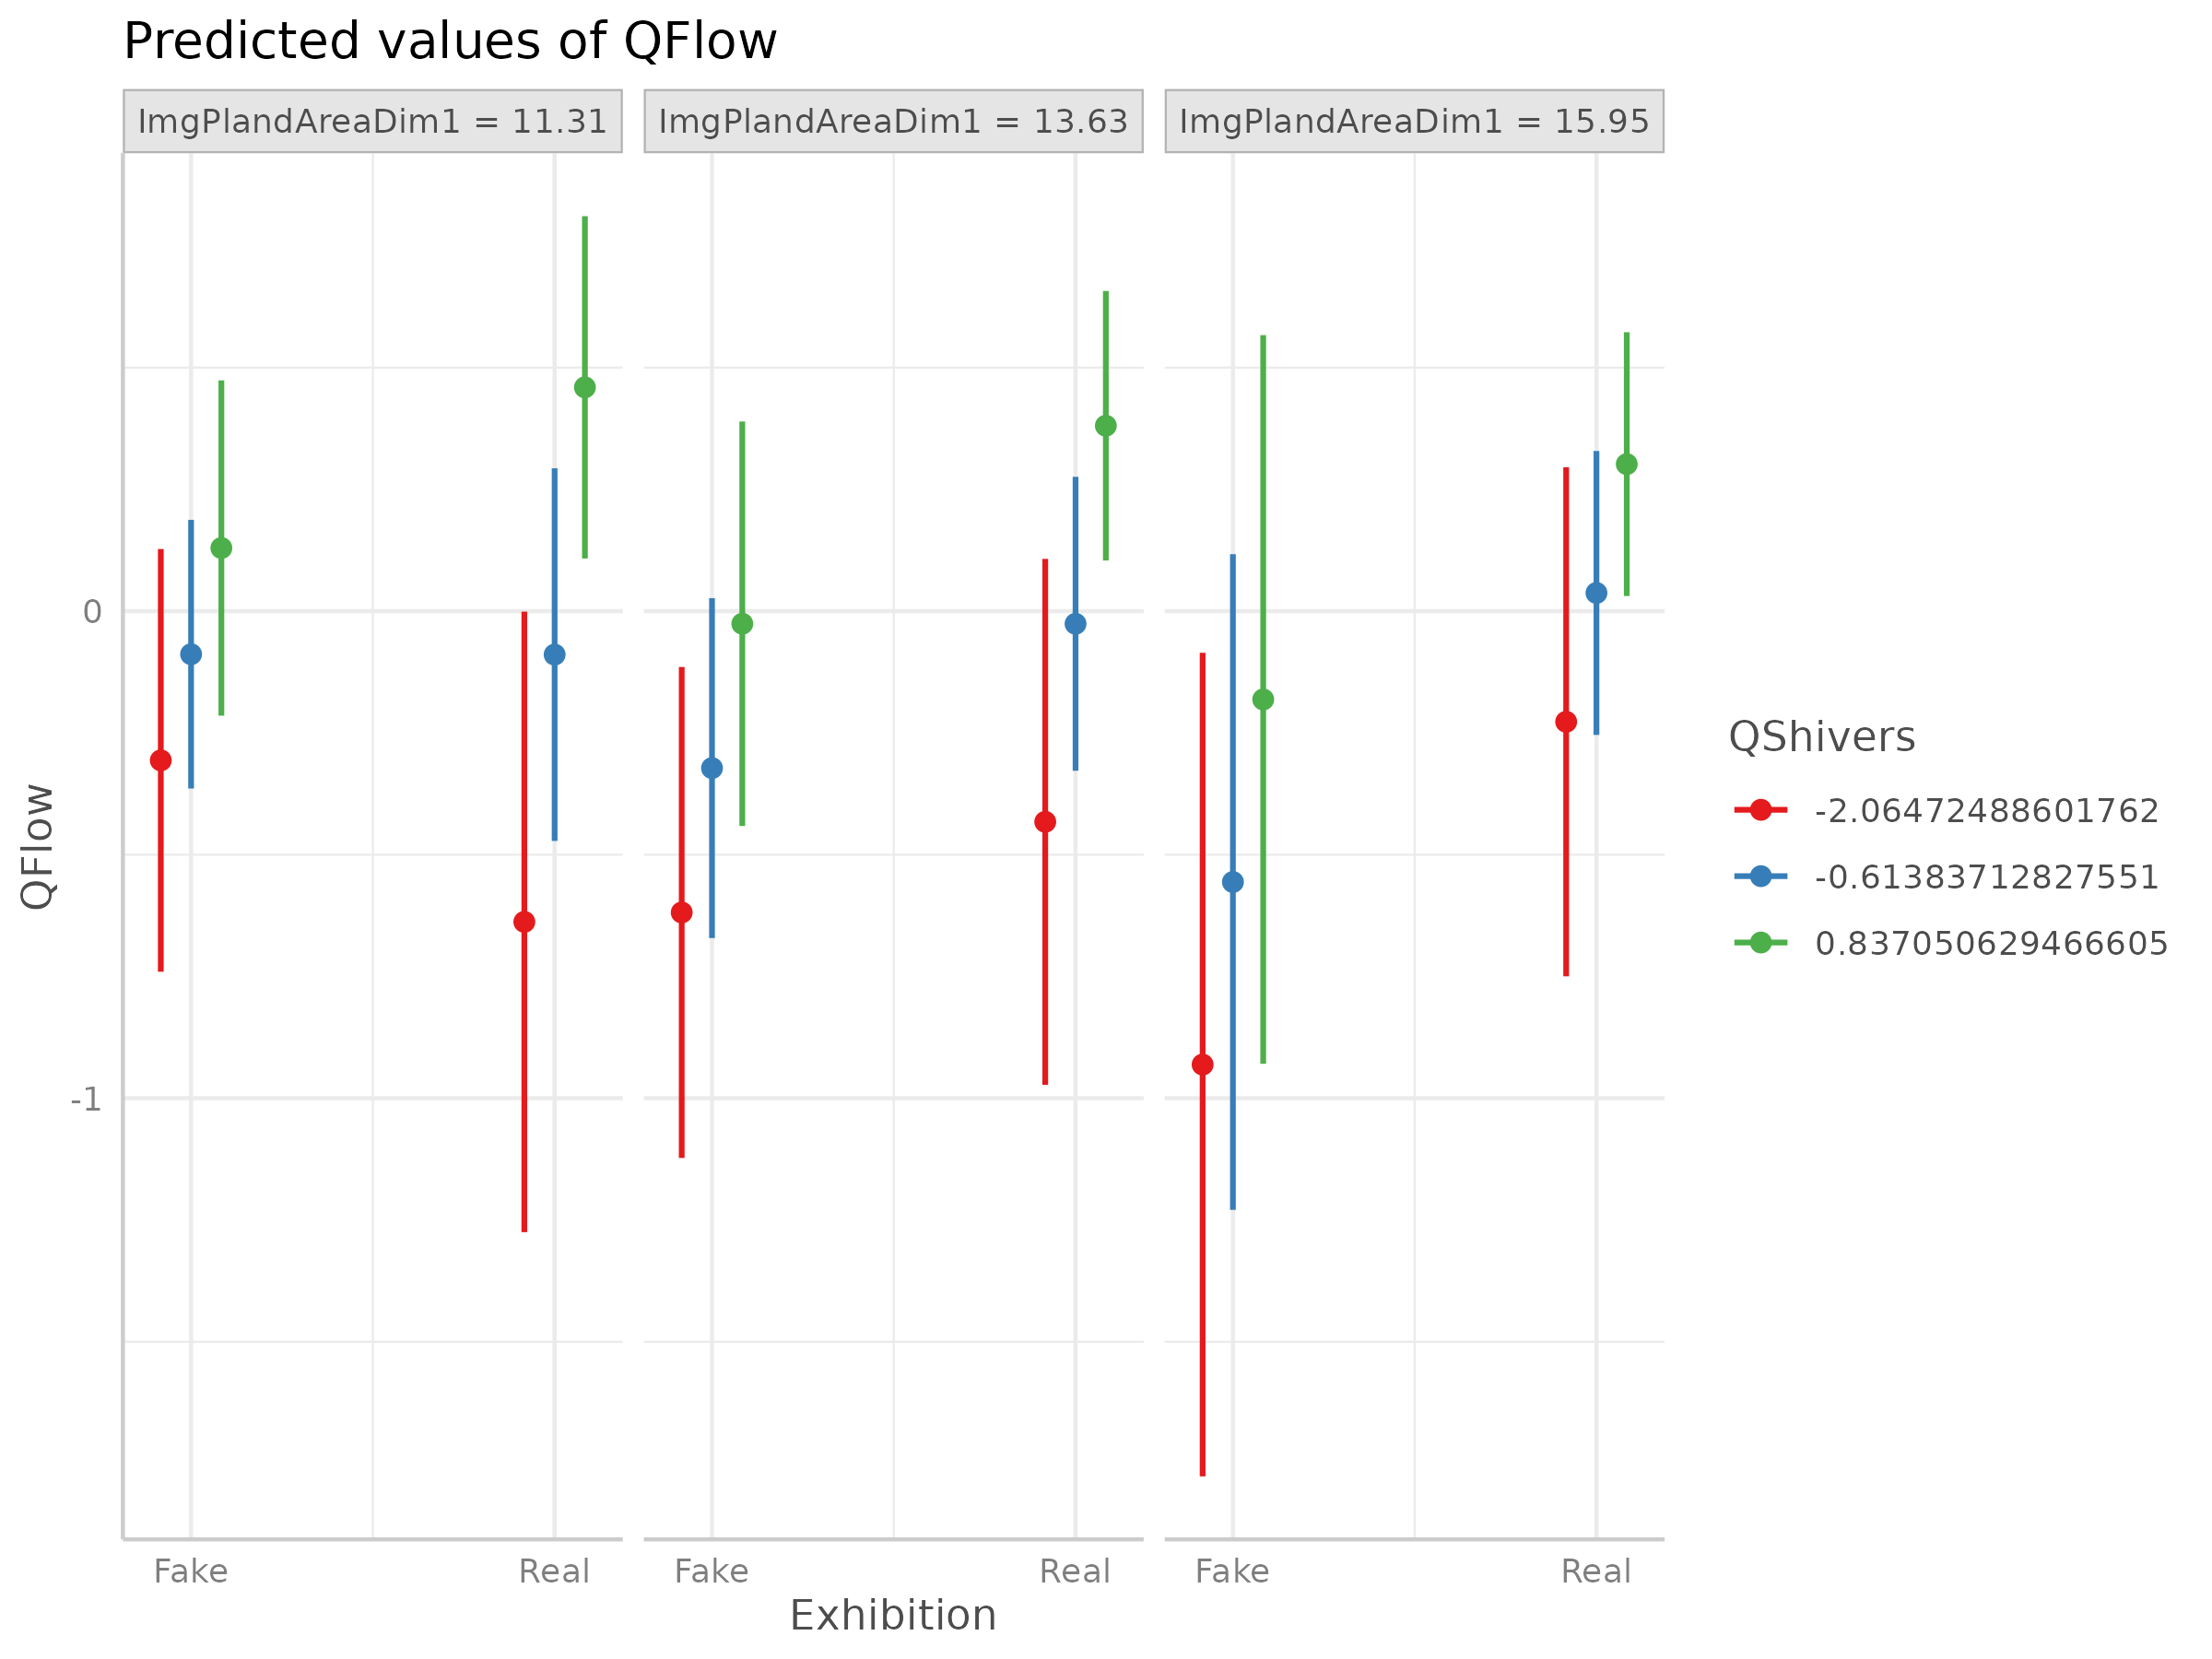 Predicted values of QFlow
ImgPlandAreaDim1 = 11.31
ImgPlandAreaDim1 = 13.63
ImgPlandAreaDim1 = 15.95
0
-1
QFlow
Fake
Real
Fake
Real
Fake
Real
Exhibition
QShivers
-2.06472488601762
-0.61383712827551
0.837050629466605